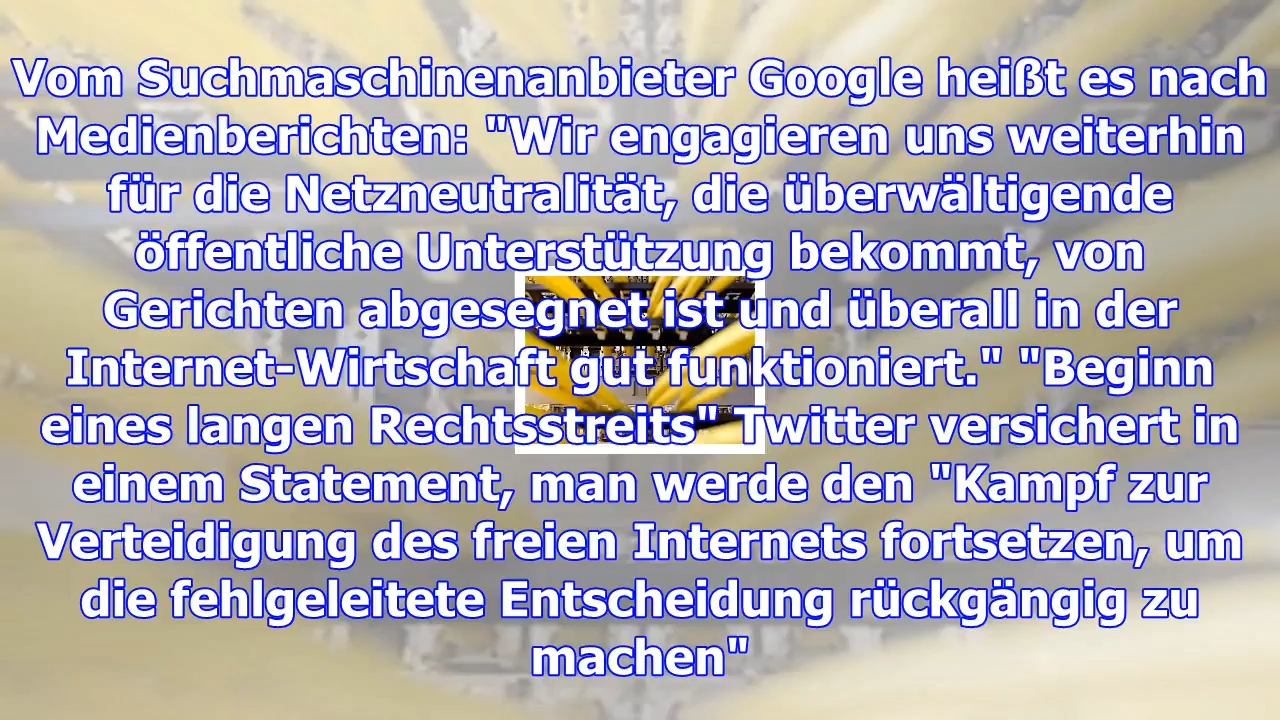 Vom Suchmaschinenanbieter Google heißt es nach
Medienberichten: "Wir engagieren uns weiterhin
für die Netzneutralität, die überwältigende
öffentliche Unterstützung bekommt, von
Gerichten abgesegnet ist und überall in der
Internet-Wirtschaft gut funktioniert." "Beginn
eines langen Rechtsstreits" Twitter versichert in
einem Statement, man werde den "Kampf zur
Verteidigung des freien Internets fortsetzen, um
die fehlgeleitete Entscheidung rückgängig zu
machen"